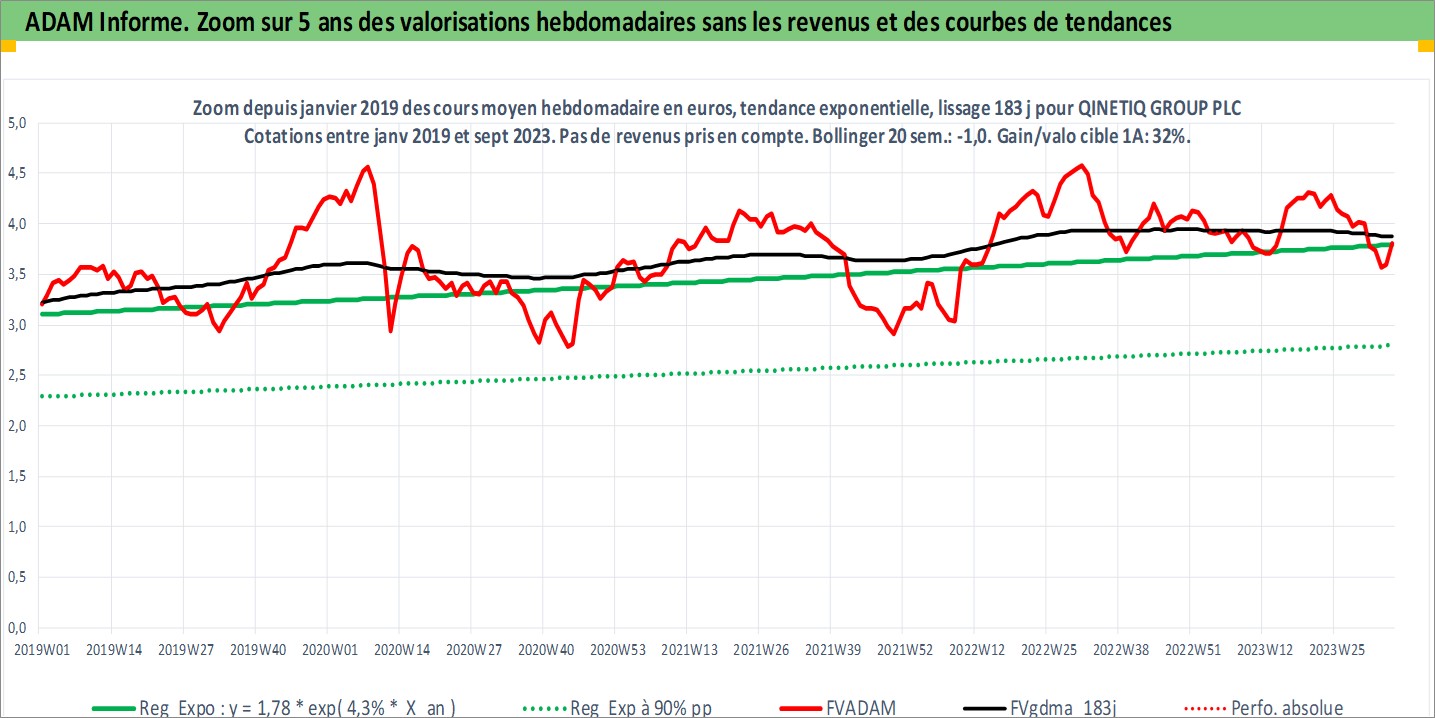 ADAM Informe. Zoom sur 5 ans des valorisations hebdomadaires sans les revenus et des courbes de tendances
Zoom depuis janvier 2019 des cours moyen hebdomadaire en euros, tendance exponentielle, lissage 183 j pour QINETIQ GROUP PLC
Cotations entre janv 2019 et sept 2023. Pas de revenus pris en compte. Bollinger 20 sem.: -1,0. Gain/valo cible 1A: 32%.
5,0
4,5
4,0
3,5
3,0
2,5
2,0
1,5
1,0
0,5
0,0
2019W01 2019W14 2019W27 2019W40 2020W01 2020W14 2020W27 2020W40 2020W53 2021W13 2021W26 2021W39 2021W52 2022W12 2022W25 2022W38 2022W51 2023W12 2023W25
Reg Expo : y = 1,78 * exp( 4,3% * X an ) Reg Exp à 90% pp FVADAM FVgdma 183j Perfo. absolue